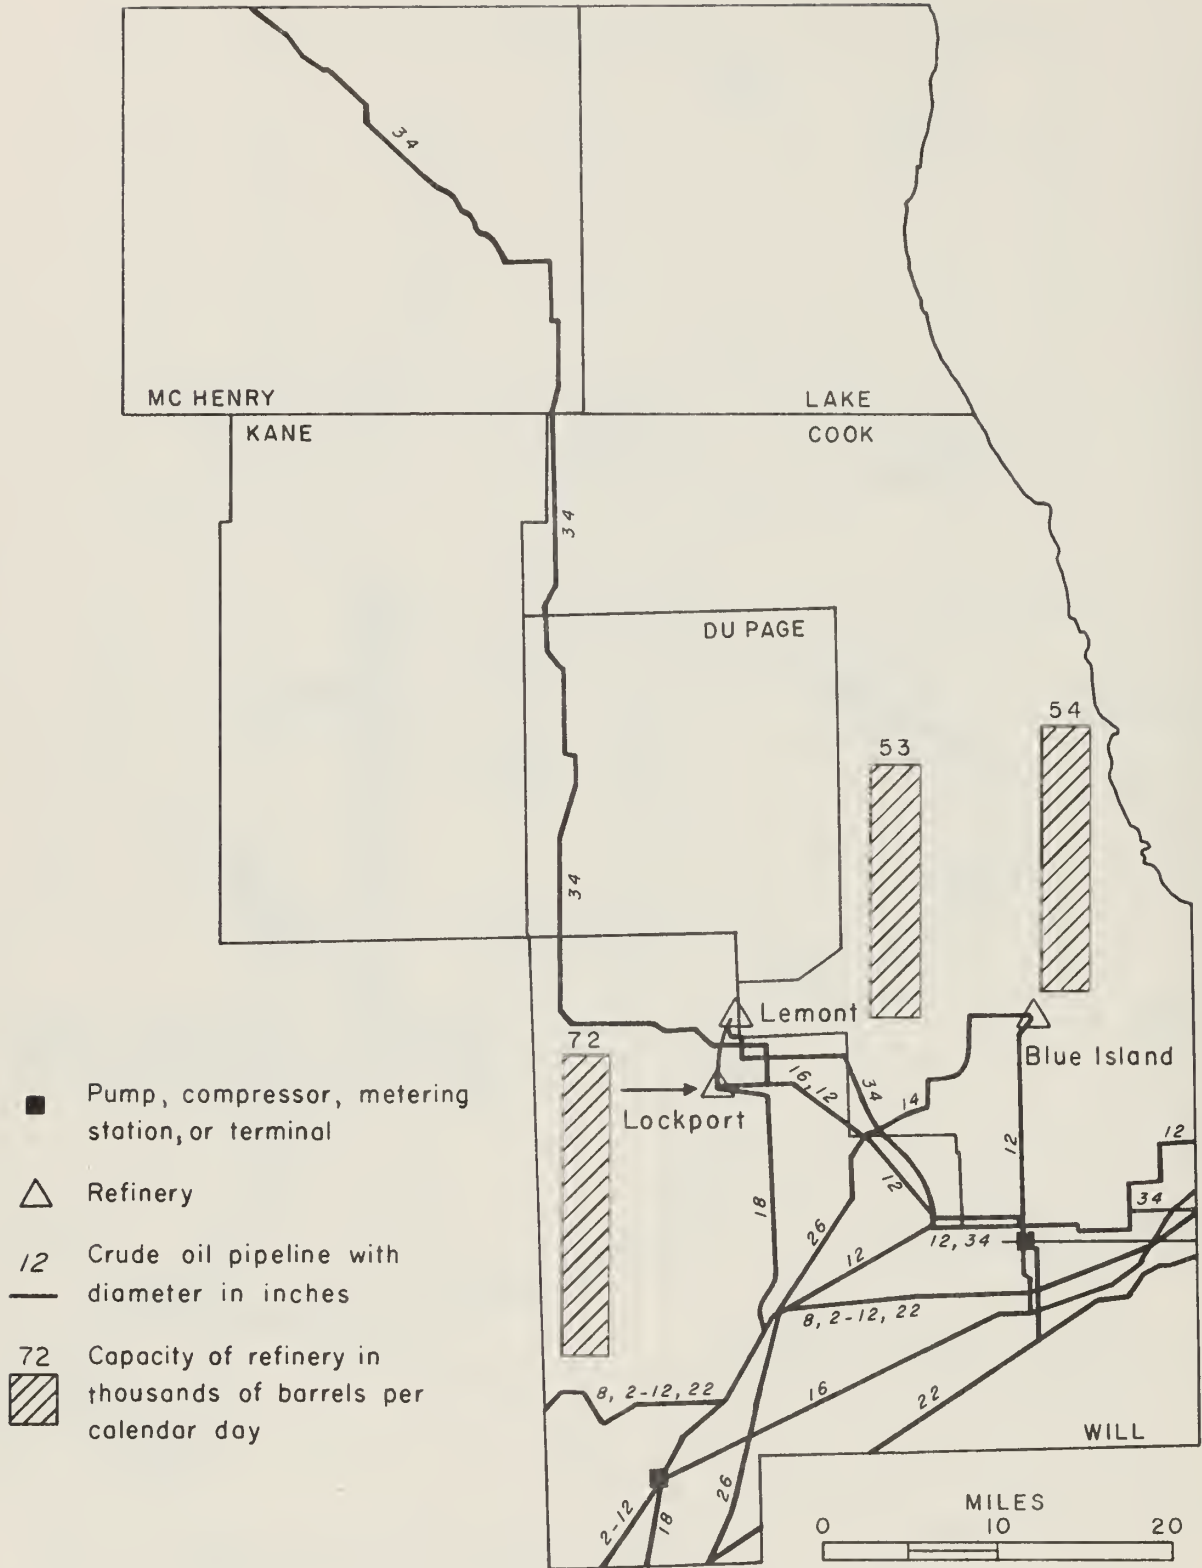 34
MC HENRY
LAKE
KANE
COOK
34
DU PAGE
54
53
34
Lemont
Blue Island
72
16, 12
34
14
Lockport
12
12
12
34
18
26
12
12, 34
8, 2-12, 22
8, 2-12, 22
16
22
WILL
26
2-12
18
Pump, compressor, metering
station, or terminal
Refinery
12 Crude oil pipeline with
diameter in inches
72 Capacity of refinery in
thousands of barrels per
calendar day
MILES
0 10 20